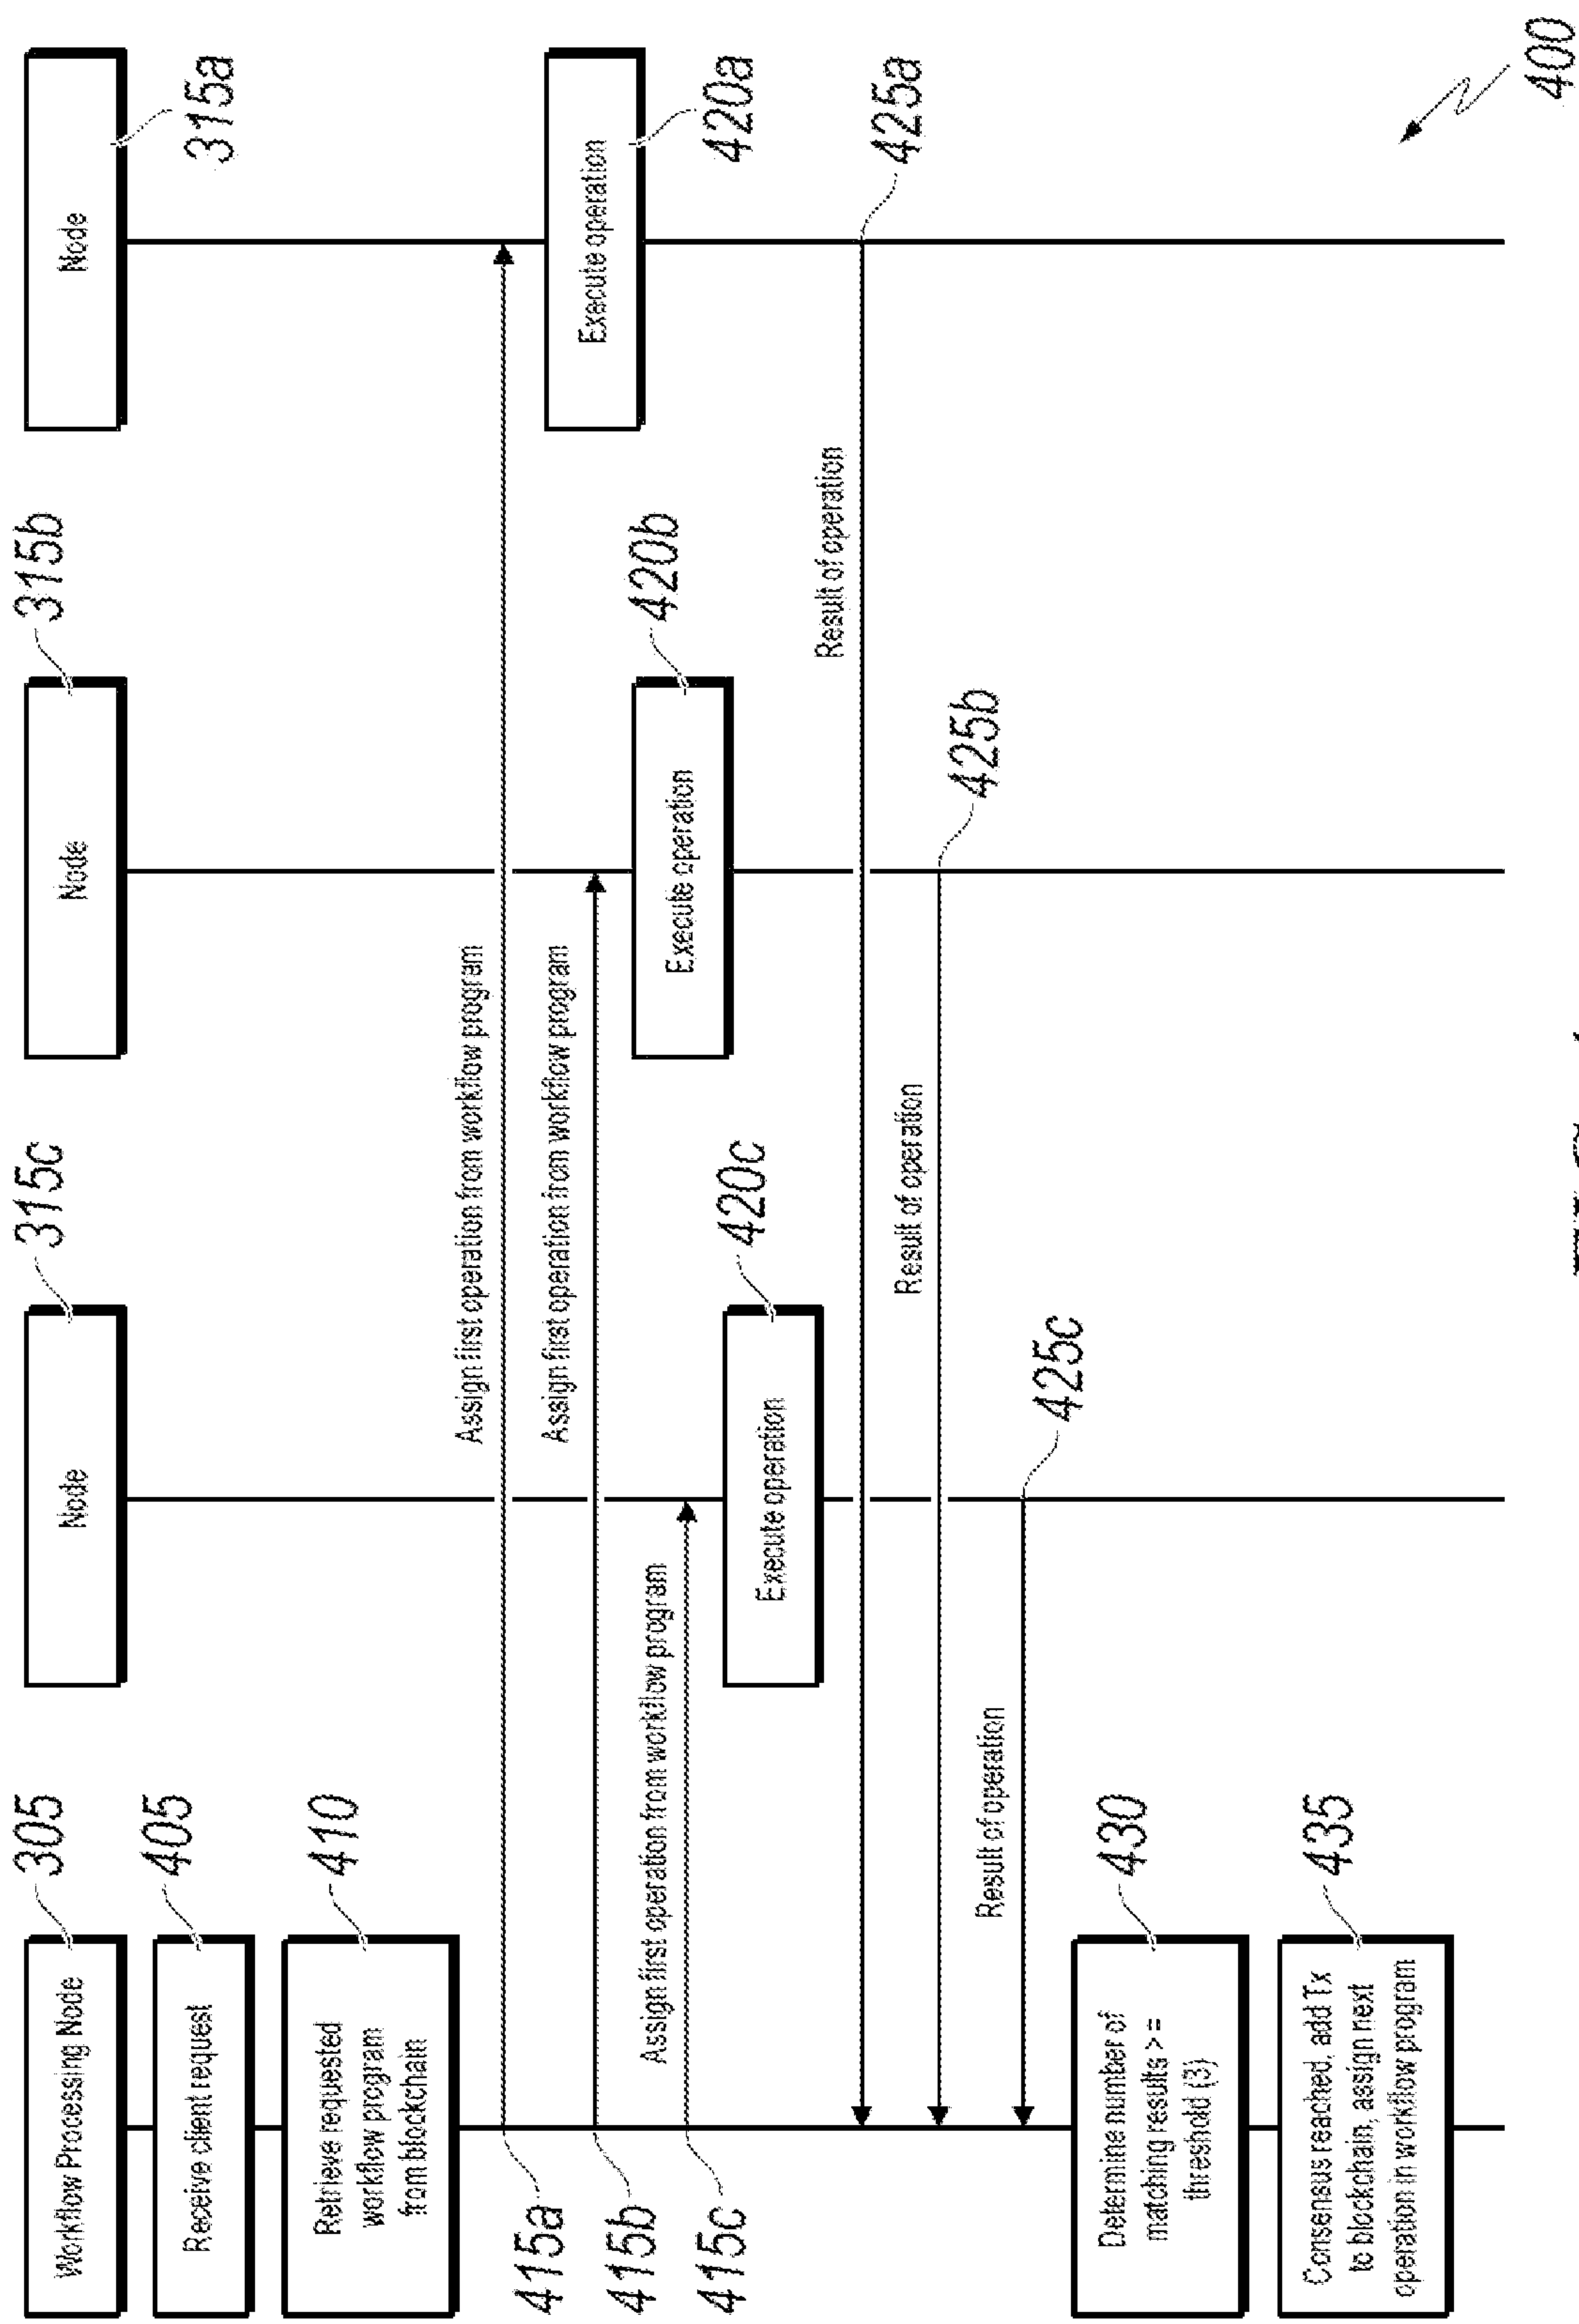 Workflow Processing Node
305
Node
315c
Node
315b
Node
315a
Receive client request
405
Retrieve requested
workflow program
from blockchain
410
Assign first operation from workflow program
415a
Assign first operation from workflow program
415b
Assign first operation from workflow program
415c
Execute operation
420a
Execute operation
420b
Execute operation
420c
Result of operation
425a
Result of operation
425b
Result of operation
425c
Determine number of
matching results >=
threshold (3)
430
Consensus reached, add Tx
to blockchain, assign next
operation in workflow program
435
400